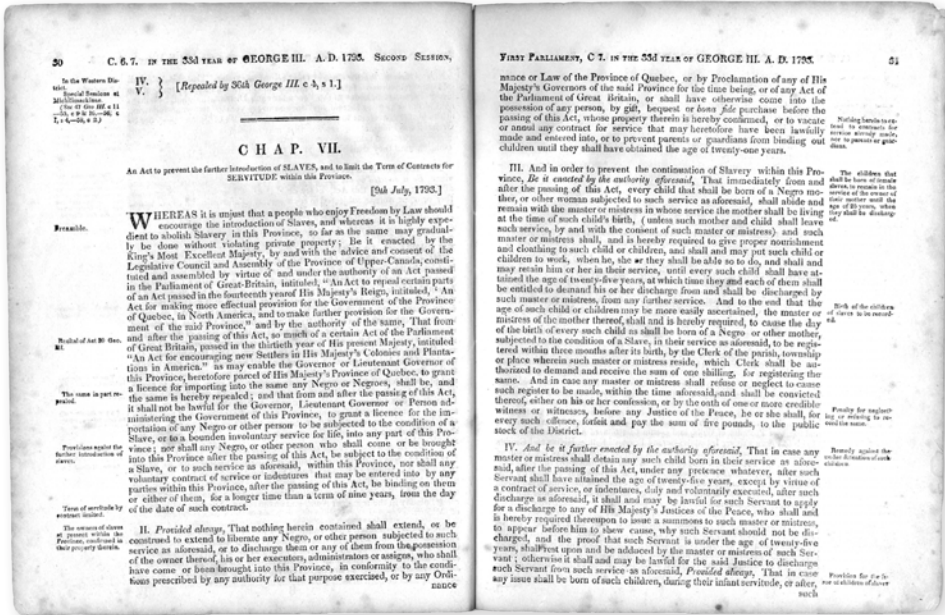 30 C. 6. 7. IN THE 33d YEAR OF GEORGE III. A. D. 1793. SECOND SESSION,
In the Western District.
Special Sessions at Michilimackinac.
IV.
V.
[Repealed by 36th George III. c 4, s 1.]
CHAP. VII.
An Act to prevent the further Introduction of SLAVES, and to limit the Term of Contracts for
SERVITUDE within this Province.
[9th July, 1793.]
Preamble.
WHEREAS it is unjust that a people who enjoy Freedom by Law should
encourage the introduction of Slaves, and whereas it is highly expe-
dient to abolish Slavery in this Province, so far as the same may gradual-
ly be done without violating private property; Be it enacted by the
King's Most Excellent Majesty, by and with the advice and consent of the
Legislative Council and Assembly of the Province of Upper-Canada, consti-
tuted and assembled by virtue of and under the authority of an Act passed
in the Parliament of Great-Britain, intituled, "An Act to repeal certain parts
of an Act passed in the fourteenth year of His Majesty's Reign, intituled, 'An
Act for making more effectual provision for the Government of the Province
of Quebec, in North America, and to make further provision for the Govern-
ment of the said Province," and by the authority of the same, That from
and after the passing of this Act, so much of a certain Act of the Parliament
of Great Britain, passed in the thirtieth year of His present Majesty, intituled
"An Act for encouraging new Settlers in His Majesty's Colonies and Planta-
tions in America." as may enable the Governor or Lieutenant Governor of
this Province, heretofore parcel of His Majesty's Province of Quebec, to grant
a licence for importing into the same any Negro or Negroes, shall be, and
the same is hereby repealed; and that from and after the passing of this Act,
it shall not be lawful for the Governor, Lieutenant Governor or Person ad-
ministering the Government of this Province, to grant a licence for the im-
portation of any Negro or other person to be subjected to the condition of a
Slave, or to a bounden involuntary service for life, into any part of this Pro-
vince; nor shall any Negro, or other person who shall come or be brought
into this Province after the passing of this Act, be subject to the condition of
a Slave, or to such service as aforesaid, within this Province, nor shall any
voluntary contract of service or indentures that may be entered into by any
parties within this Province, after the passing of this Act, be binding on them
or either of them, for a longer time than a term of nine years, from the day
of the date of such contract.
Recital of Act 30 Geo. III.
The same in part repealed.
Provisions against the further introduction of slaves.
Term of servitude by contract limited.
The owners of slaves at present within the Province, confirmed in their property therein.
II. Provided always, That nothing herein contained shall extend, or be
construed to extend to liberate any Negro, or other person subjected to such
service as aforesaid, or to discharge them or any of them from the possession
of the owner thereof, his or her executors, administrators or assigns, who shall
have come or been brought into this Province, in conformity to the condi-
tions prescribed by any authority for that purpose exercised, or by any Ordi-
nance
FIRST PARLIAMENT, C 7. IN THE 33d YEAR OF GEORGE III. A. D. 1793. 31
nance or Law of the Province of Quebec, or by Proclamation of any of His
Majesty's Governors of the said Province for the time being, or of any Act of
the Parliament of Great Britain, or shall have otherwise come into the
possession of any person, by gift, bequest or bona fide purchase before the
passing of this Act, whose property therein is hereby confirmed, or to vacate
or annul any contract for service that may heretofore have been lawfully
made and entered into, or to prevent parents or guardians from binding out
children until they shall have obtained the age of twenty-one years.
Nothing herein to extend to contracts for service already made, nor to parents or guardians.
III. And in order to prevent the continuation of Slavery within this Pro-
vince, Be it enacted by the authority aforesaid, That immediately from and
after the passing of this Act, every child that shall be born of a Negro mo-
ther, or other woman subjected to such service as aforesaid, shall abide and
remain with the master or mistress in whose service the mother shall be living
at the time of such child's birth, (unless such mother and child shall leave
such service, by and with the consent of such master or mistress) and such
master or mistress shall, and is hereby required to give proper nourishment
and clothing to such child or children, and shall and may put such child or
children to work, when he, she or they shall be able so to do, and shall and
may retain him or her in their service, until every such child shall have at-
tained the age of twenty-five years, at which time they and each of them shall
be entitled to demand his or her discharge from and shall be discharged by
such master or mistress, from any further service. And to the end that the
age of such child or children may be more easily ascertained, the master or
mistress of the mother thereof, shall and is hereby required, to cause the day
of the birth of every such child as shall be born of a Negro or other mother,
subjected to the condition of a Slave, in their service as aforesaid, to be regis-
tered within three months after its birth, by the Clerk of the parish, township
or place wherein such master or mistress reside, which Clerk shall be au-
thorized to demand and receive the sum of one shilling, for registering the
same. And in case any master or mistress shall refuse or neglect to cause
such register to be made, within the time aforesaid, and shall be convicted
thereof, either on his or her confession, or by the oath of one or more credible
witness or witnesses, before any Justice of the Peace, he or she shall, for
every such offence, forfeit and pay the sum of five pounds, to the public
stock of the District.
The children that shall be born of female slaves, to remain in the service of the owner of their mother until the age of 25 years, when they shall be discharged.
Birth of the children of slaves to be recorded.
Penalty for neglecting or refusing to record the same.
IV. And be it further enacted by the authority aforesaid, That in case any
master or mistress shall detain any such child born in their service as afore-
said, after the passing of this Act, under any pretence whatever, after such
Servant shall have attained the age of twenty-five years, except by virtue of
a contract of service, or indentures, duly and voluntarily executed, after such
discharge as aforesaid, it shall and may be lawful for such Servant to apply
for a discharge to any of His Majesty's Justices of the Peace, who shall and
is hereby required thereupon to issue a summons to such master or mistress,
to appear before him to shew cause, why such Servant should not be dis-
charged, and the proof that such Servant is under the age of twenty-five
years, shall rest upon and be adduced by the master or mistress of such Ser-
vant; otherwise it shall and may be lawful for the said Justice to discharge
such Servant from such service as aforesaid, Provided always, That in case
any issue shall be born of such children, during their infant servitude, or after,
such
Remedy against the
Provision for the